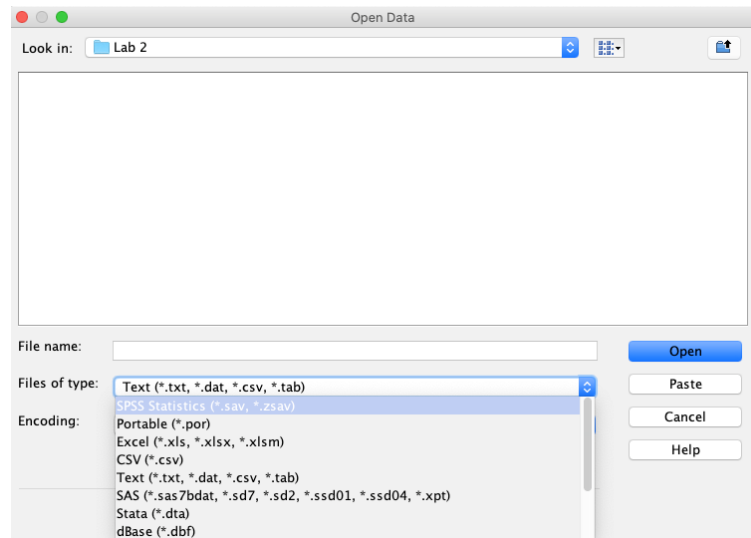 Open Data
Look in: Lab 2
File name:
Files of type: Text (*.txt, *.dat, *.csv, *.tab)
Encoding:
SPSS Statistics (*.sav, *.zsav)
Portable (*.por)
Excel (*.xls, *.xlsx, *.xlsm)
CSV (*.csv)
Text (*.txt, *.dat, *.csv, *.tab)
SAS (*.sas7bdat, *.sd7, *.sd2, *.ssd01, *.ssd04, *.xpt)
Stata (*.dta)
dBase (*.dbf)
Open
Paste
Cancel
Help